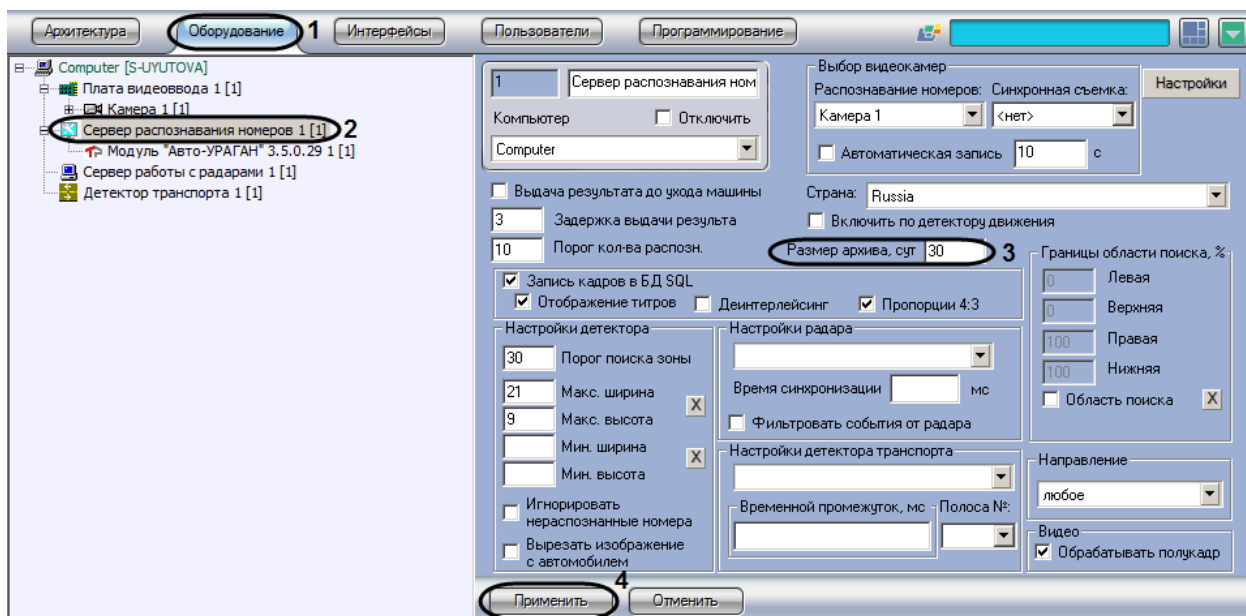 Архитектура Оборудование 1 Интерфейсы Пользователи Программирование
Computer [S-UYUTOVA]
Плата видеоввода 1 [1]
Камера 1 [1]
Сервер распознавания номеров 1 [1] 2
Модуль "Авто-УРАГАН" 3.5.0.29 1 [1]
Сервер работы с радарами 1 [1]
Детектор транспорта 1 [1]
1 Сервер распознавания ном
Компьютер Отключить
Computer
Выбор видеокамер
Распознавание номеров: Синхронная съемка:
Камера 1 <нет>
Автоматическая запись 10 с
Настройки
Выдача результата до ухода машины
3 Задержка выдачи результа
10 Порог кол-ва распозн.
Страна: Russia
Включить по детектору движения
Размер архива, сут 30 3
Запись кадров в БД SQL
Отображение титров Деинтерлейсинг Пропорции 4:3
Границы области поиска, %
0 Левая
0 Верхняя
100 Правая
100 Нижняя
Область поиска X
Настройки детектора
30 Порог поиска зоны
21 Макс. ширина
X
9 Макс. высота
Мин. ширина
X
Мин. высота
Игнорировать
нераспознанные номера
Вырезать изображение
с автомобилем
Настройки радара
Время синхронизации мс
Фильтровать события от радара
Настройки детектора транспорта
Временной промежуток, мс Полоса №:
Направление
любое
Видео
Обрабатывать полукадр
4
Применить Отменить